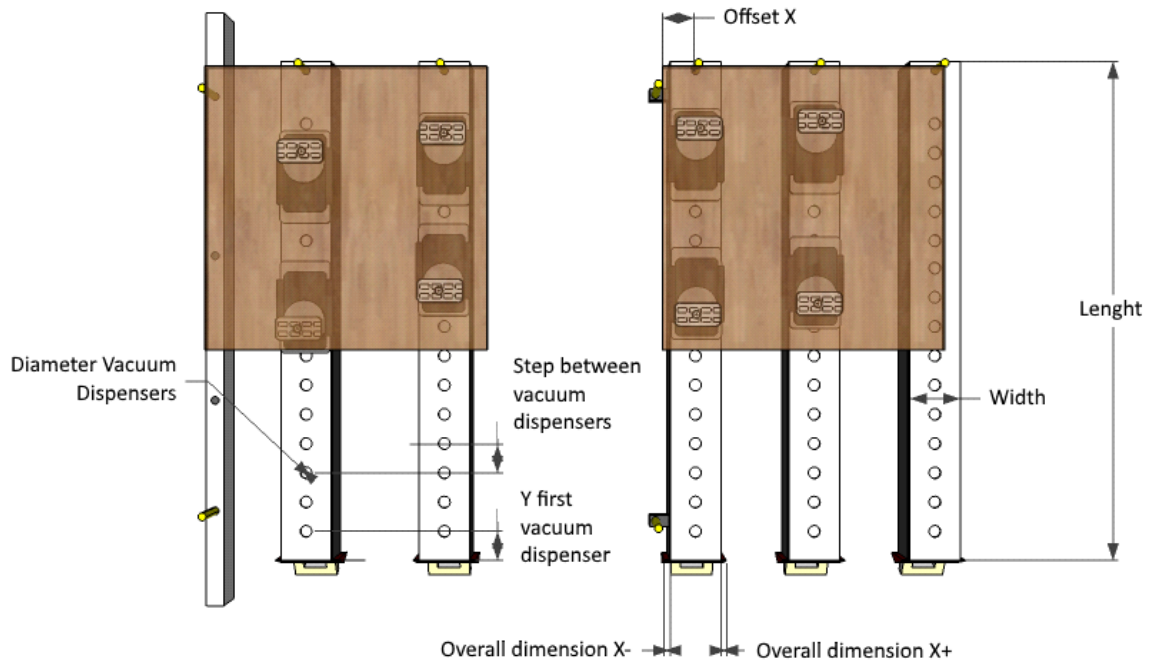 Offset X
Lenght
Diameter Vacuum
Dispensers
Step between
vacuum
dispensers
Width
Y first
vacuum
dispenser
Overall dimension X-
Overall dimension X+